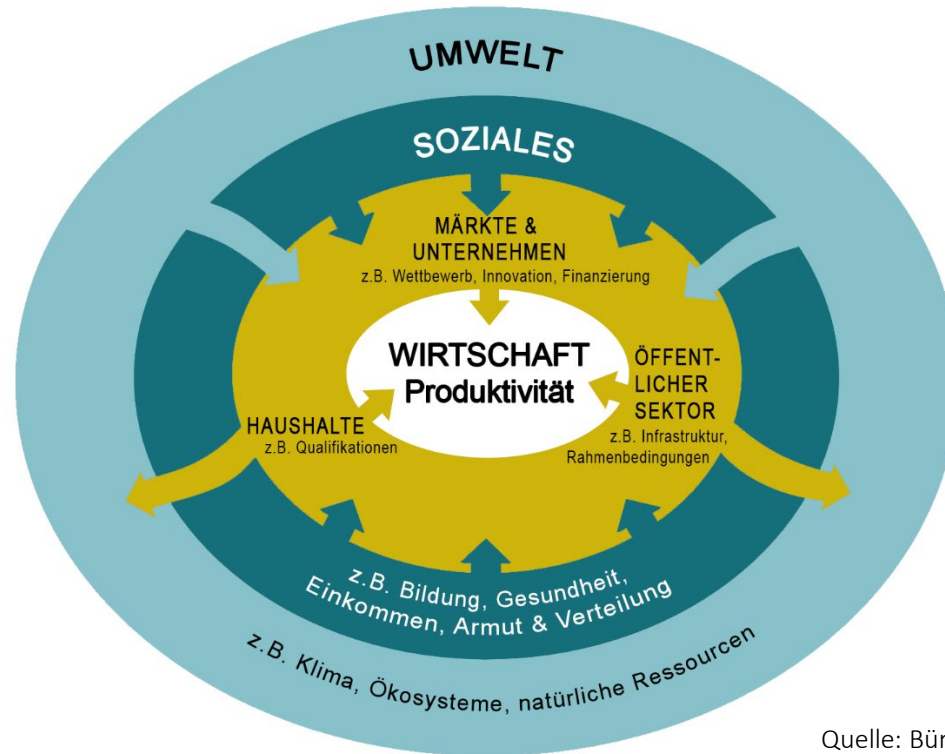 UMWELT
SOZIALES
MÄRKTE &
UNTERNEHMEN
z.B. Wettbewerb, Innovation, Finanzierung
WIRTSCHAFT
Produktivität
HAUSHALTE
z.B. Qualifikationen
ÖFFENT-
LICHER
SEKTOR
z.B. Infrastruktur,
Rahmenbedingungen
z.B. Bildung, Gesundheit,
Einkommen, Armut & Verteilung
z.B. Klima, Ökosysteme, natürliche Ressourcen
Quelle: